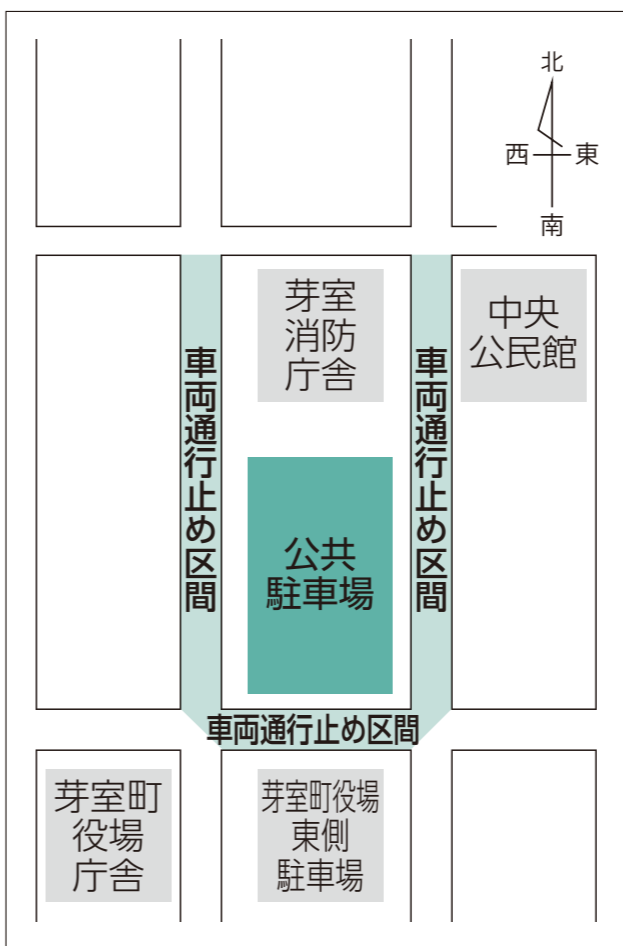 北
西
東
南
芽室
消防
庁舎
中央
公民館
車両通行止め区間
車両通行止め区間
公共
駐車場
車両通行止め区間
芽室町
役場
庁舎
芽室町役場
東側
駐車場